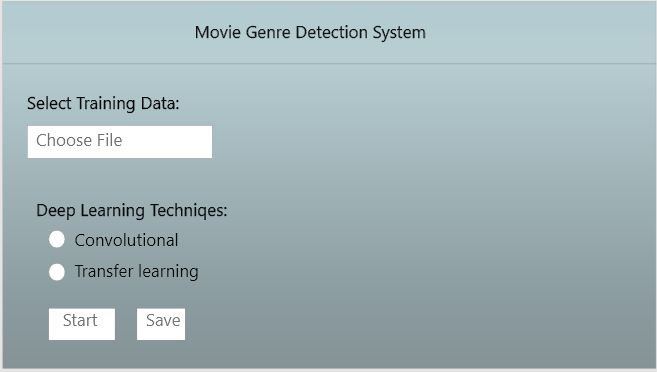 Movie Genre Detection System
Select Training Data:
Choose File
Deep Learning Techniqes:
Convolutional
Transfer learning
Start Save